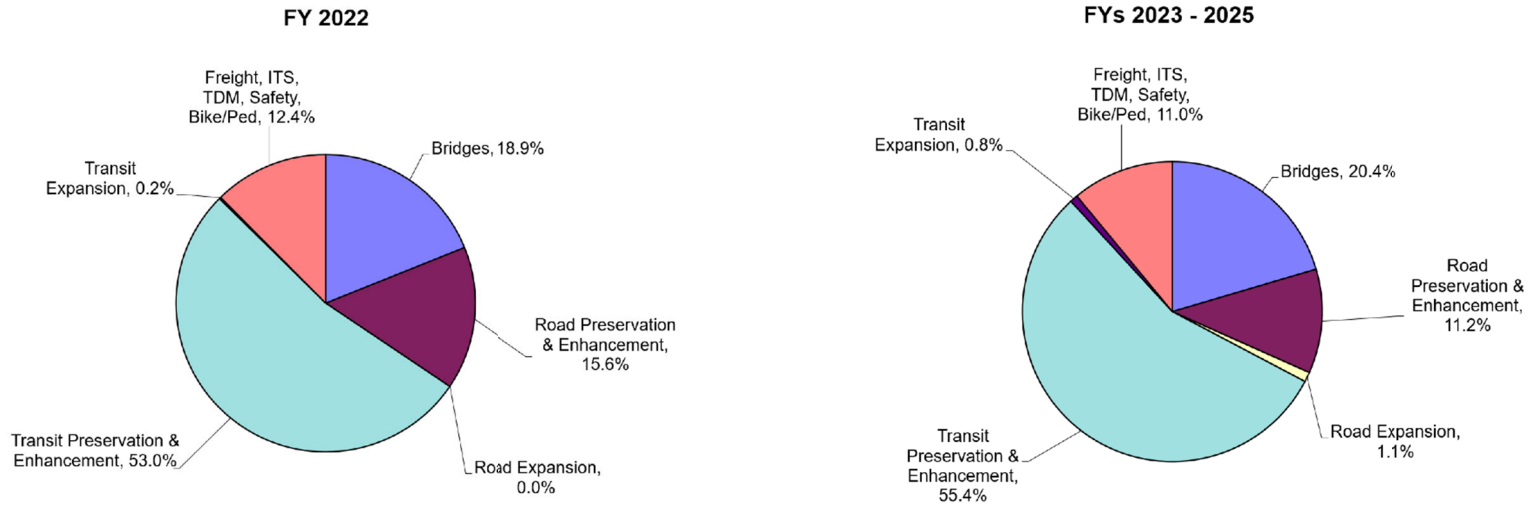 FY 2022
Freight, ITS,
TDM, Safety,
Bike/Ped, 12.4%
Bridges, 18.9%
Transit
Expansion, 0.2%
Road Preservation
& Enhancement,
15.6%
Transit Preservation &
Enhancement, 53.0%
Road Expansion,
0.0%
FYs 2023 - 2025
Freight, ITS,
TDM, Safety,
Bike/Ped, 11.0%
Transit
Expansion, 0.8%
Bridges, 20.4%
Road
Preservation &
Enhancement,
11.2%
Road Expansion,
1.1%
Transit
Preservation &
Enhancement,
55.4%